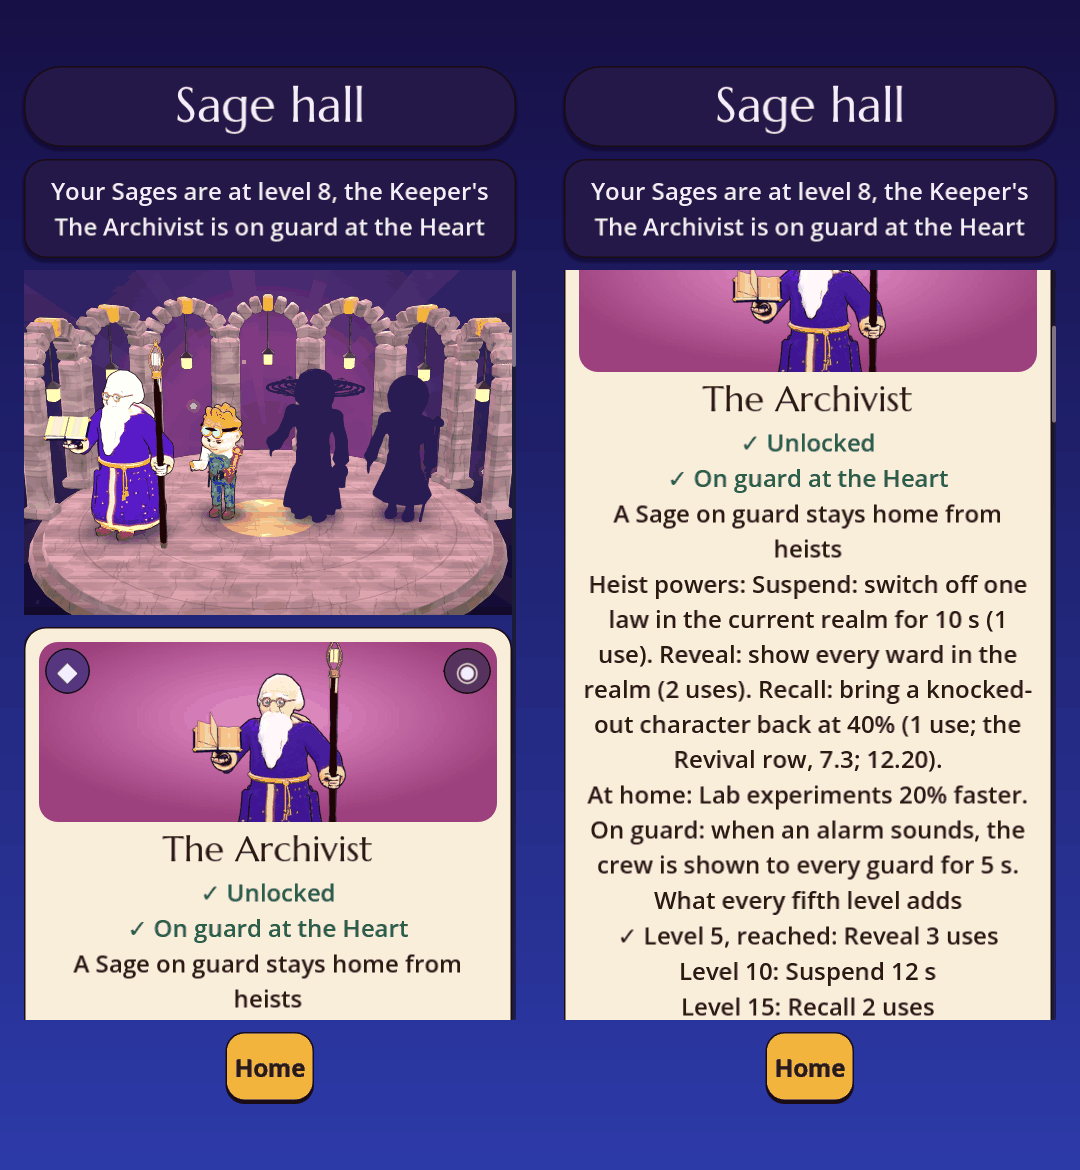 Sage hall
Your Sages are at level 8, the Keeper's
The Archivist is on guard at the Heart
The Archivist
✓ Unlocked
✓ On guard at the Heart
A Sage on guard stays home from
heists
Home
Sage hall
Your Sages are at level 8, the Keeper's
The Archivist is on guard at the Heart
The Archivist
✓ Unlocked
✓ On guard at the Heart
A Sage on guard stays home from
heists
Heist powers: Suspend: switch off one
law in the current realm for 10 s (1
use). Reveal: show every ward in the
realm (2 uses). Recall: bring a knocked-
out character back at 40% (1 use; the
Revival row, 7.3; 12.20).
At home: Lab experiments 20% faster.
On guard: when an alarm sounds, the
crew is shown to every guard for 5 s.
What every fifth level adds
✓ Level 5, reached: Reveal 3 uses
Level 10: Suspend 12 s
Level 15: Recall 2 uses
Home